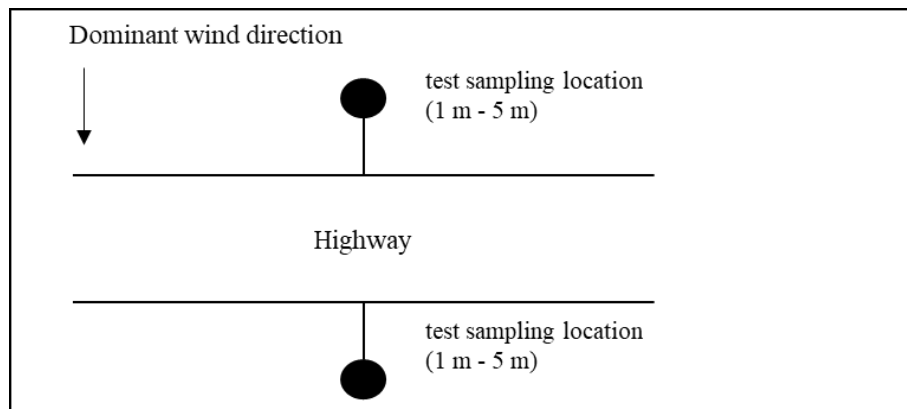 Dominant wind direction
test sampling location
(1 m - 5 m)
Highway
test sampling location
(1 m - 5 m)